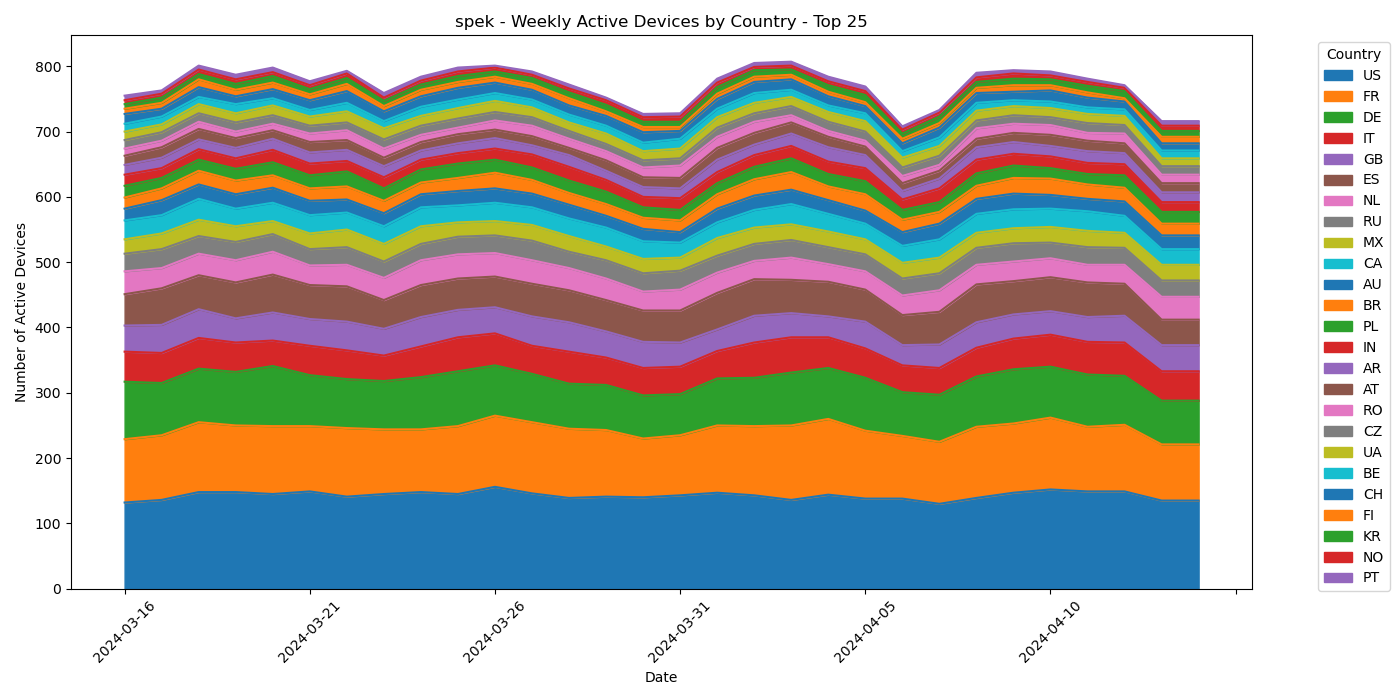 spek - Weekly Active Devices by Country - Top 25
Number of Active Devices
800
700
600
500
400
300
200
100
0
2024-03-16
2024-03-21
2024-03-26
2024-03-31
2024-04-05
2024-04-10
Date
Country
US
FR
DE
IT
GB
ES
NL
RU
MX
CA
AU
BR
PL
IN
AR
AT
RO
CZ
UA
BE
CH
FI
KR
NO
PT